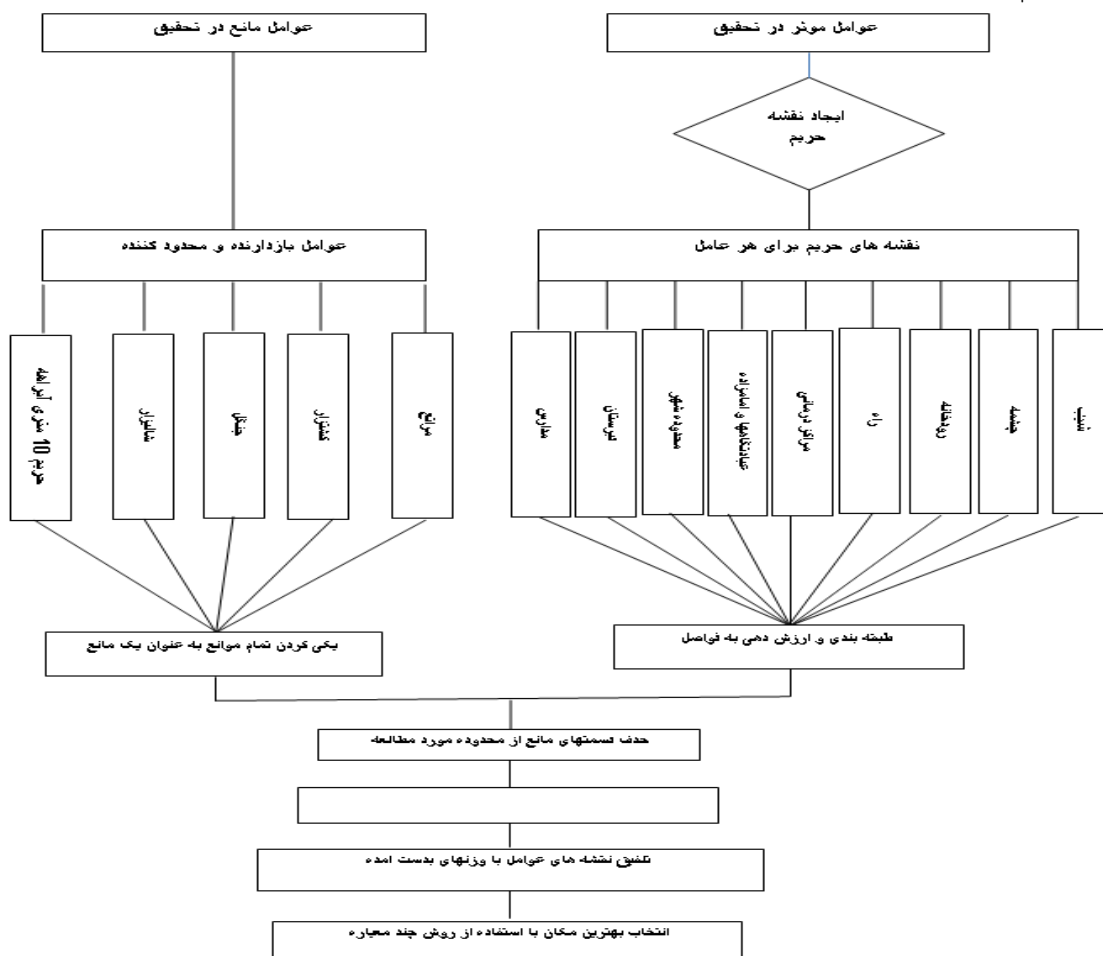 عوامل موثر در تحقیق
عوامل مانع در تحقیق
ایجاد نقشه
حریم
نقشه های حریم برای هر عامل
عوامل بازدارنده و محدود کننده
شیب
چشمه
رودخانه
راه
مراکز درمانی
عبادتگاهها و امامزاده
محدوده شهر
قبرستان
مدارس
مراتع
کشتزار
جنگل
شالیزار
حریم 10 متری آبراهه
طبقه بندی و ارزش دهی به فواصل
یکی کردن تمام موانع به عنوان یک مانع
حذف قسمتهای مانع از محدوده مورد مطالعه
تلفیق نقشه های عوامل با وزنهای بدست امده
انتخاب بهترین مکان با استفاده از روش چند معیاره